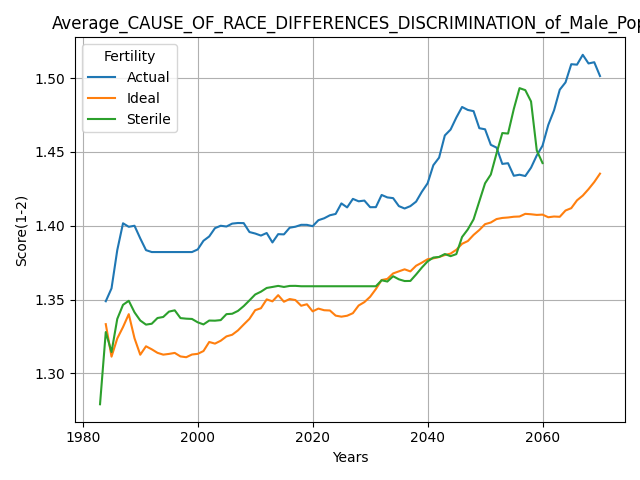 Average_CAUSE_OF_RACE_DIFFERENCES_DISCRIMINATION_of_Male_Pop
Fertility
Actual
Ideal
Sterile
Score(1-2)
1.50
1.45
1.40
1.35
1.30
1980 2000 2020 2040 2060
Years